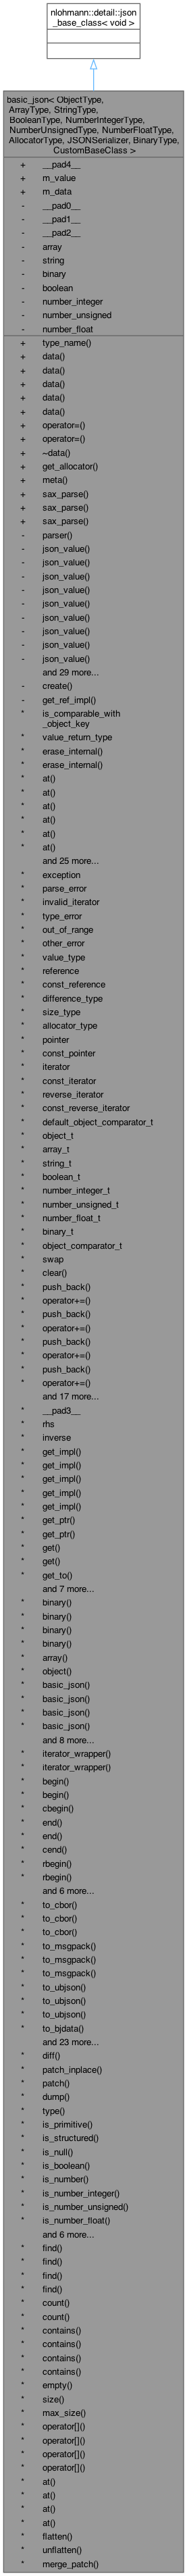 nlohmann::detail::json
_base_class< void >
basic_json< ObjectType,
ArrayType, StringType,
BooleanType, NumberIntegerType,
NumberUnsignedType, NumberFloatType,
AllocatorType, JSONSerializer, BinaryType,
CustomBaseClass >
+ __pad4__
+ m_value
+ m_data
- __pad0__
- __pad1__
- __pad2__
- array
- string
- binary
- boolean
- number_integer
- number_unsigned
- number_float
+ type_name()
+ data()
+ data()
+ data()
+ data()
+ data()
+ operator=()
+ operator=()
+ ~data()
+ get_allocator()
+ meta()
+ sax_parse()
+ sax_parse()
+ sax_parse()
- parser()
- json_value()
- json_value()
- json_value()
- json_value()
- json_value()
- json_value()
- json_value()
- json_value()
- json_value()
and 29 more...
- create()
- get_ref_impl()
* is_comparable_with
_object_key
* value_return_type
* erase_internal()
* erase_internal()
* at()
* at()
* at()
* at()
* at()
* at()
and 25 more...
* exception
* parse_error
* invalid_iterator
* type_error
* out_of_range
* other_error
* value_type
* reference
* const_reference
* difference_type
* size_type
* allocator_type
* pointer
* const_pointer
* iterator
* const_iterator
* reverse_iterator
* const_reverse_iterator
* default_object_comparator_t
* object_t
* array_t
* string_t
* boolean_t
* number_integer_t
* number_unsigned_t
* number_float_t
* binary_t
* object_comparator_t
* swap
* clear()
* push_back()
* operator+=()
* push_back()
* operator+=()
* push_back()
* operator+=()
* push_back()
* operator+=()
and 17 more...
* __pad3__
* rhs
* inverse
* get_impl()
* get_impl()
* get_impl()
* get_impl()
* get_impl()
* get_ptr()
* get_ptr()
* get()
* get()
* get_to()
and 7 more...
* binary()
* binary()
* binary()
* binary()
* array()
* object()
* basic_json()
* basic_json()
* basic_json()
* basic_json()
and 8 more...
* iterator_wrapper()
* iterator_wrapper()
* begin()
* begin()
* cbegin()
* end()
* end()
* cend()
* rbegin()
* rbegin()
and 6 more...
* to_cbor()
* to_cbor()
* to_cbor()
* to_msgpack()
* to_msgpack()
* to_msgpack()
* to_ubjson()
* to_ubjson()
* to_ubjson()
* to_bjdata()
and 23 more...
* diff()
* patch_inplace()
* patch()
* dump()
* type()
* is_primitive()
* is_structured()
* is_null()
* is_boolean()
* is_number()
* is_number_integer()
* is_number_unsigned()
* is_number_float()
and 6 more...
* find()
* find()
* find()
* find()
* count()
* count()
* contains()
* contains()
* contains()
* contains()
* empty()
* size()
* max_size()
* operator[]()
* operator[]()
* operator[]()
* operator[]()
* at()
* at()
* at()
* at()
* flatten()
* unflatten()
* merge_patch()